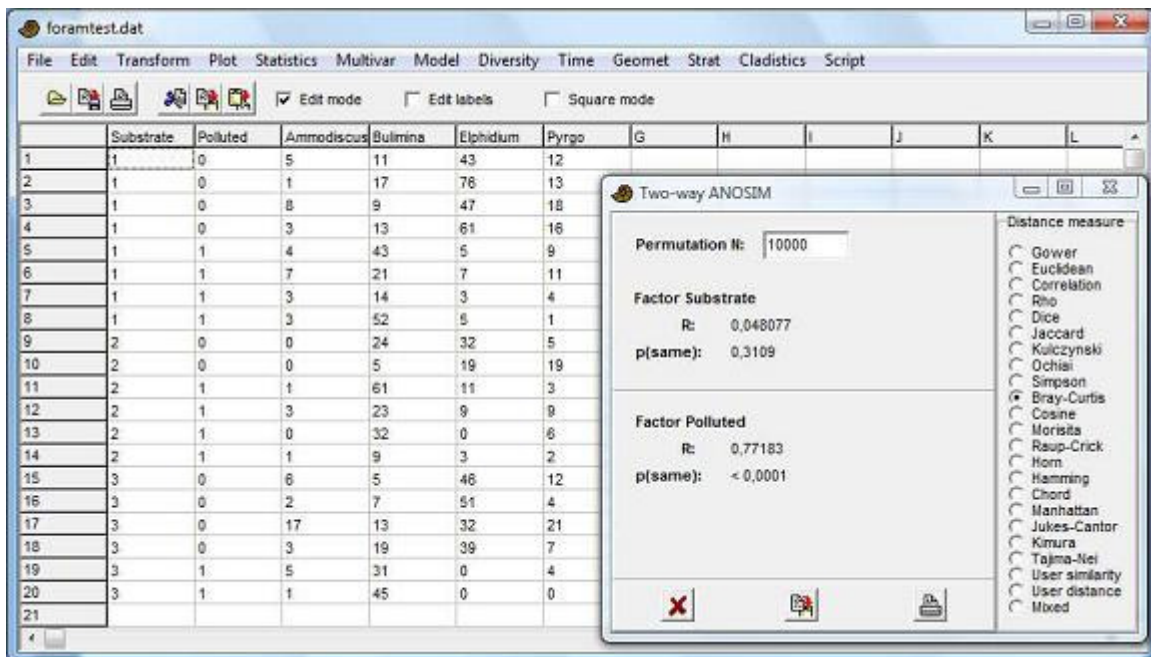 foramtest.dat
File Edit Transform Plot Statistics Multivar Model Diversity Time Geomet Strat Cladistics Script
Edit mode Edit labels Square mode
Substrate Polluted Ammodiscus Bulimina Elphidium Pyrgo G H I J K L
1 1 0 5 11 43 12
2 1 0 1 17 76 13
3 1 0 8 9 47 18
4 1 0 3 13 61 16
5 1 1 4 43 5 9
6 1 1 7 21 7 11
7 1 1 3 14 3 4
8 1 1 3 52 5 1
9 2 0 0 24 32 5
10 2 0 0 5 19 19
11 2 1 1 61 11 3
12 2 1 3 23 9 9
13 2 1 0 32 0 6
14 2 1 1 9 3 2
15 3 0 6 5 46 12
16 3 0 2 7 51 4
17 3 0 17 13 32 21
18 3 0 3 19 39 7
19 3 1 5 31 0 4
20 3 1 1 45 0 0
21
Two-way ANOSIM
Permutation N: 10000
Factor Substrate
R: 0,048077
p(same): 0,3109
Factor Polluted
R: 0,77183
p(same): < 0,0001
Distance measure
Gower
Euclidean
Correlation
Rho
Dice
Jaccard
Kulczynski
Ochiai
Simpson
Bray-Curtis
Cosine
Morisita
Raup-Crick
Horn
Hamming
Chord
Manhattan
Jukes-Cantor
Kimura
Tajima-Nei
User similarity
User distance
Mixed